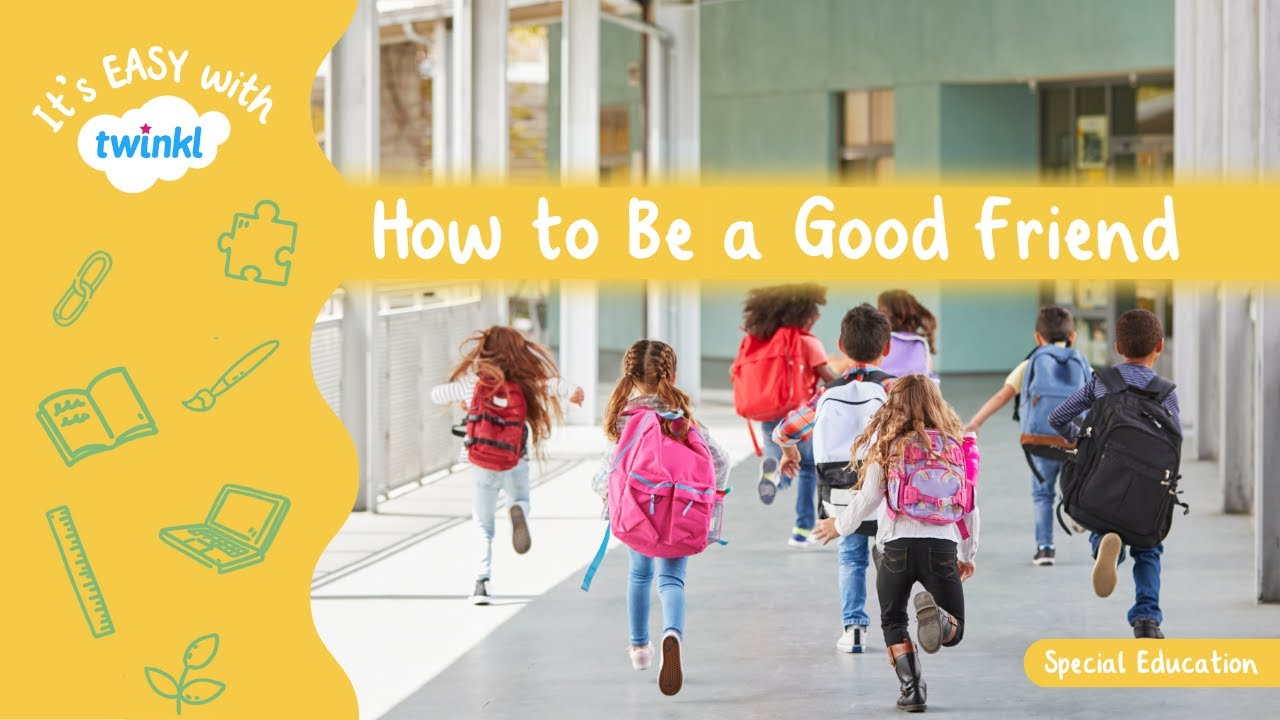 It's EASY with
twinkl
How to Be a Good Friend
Special Education